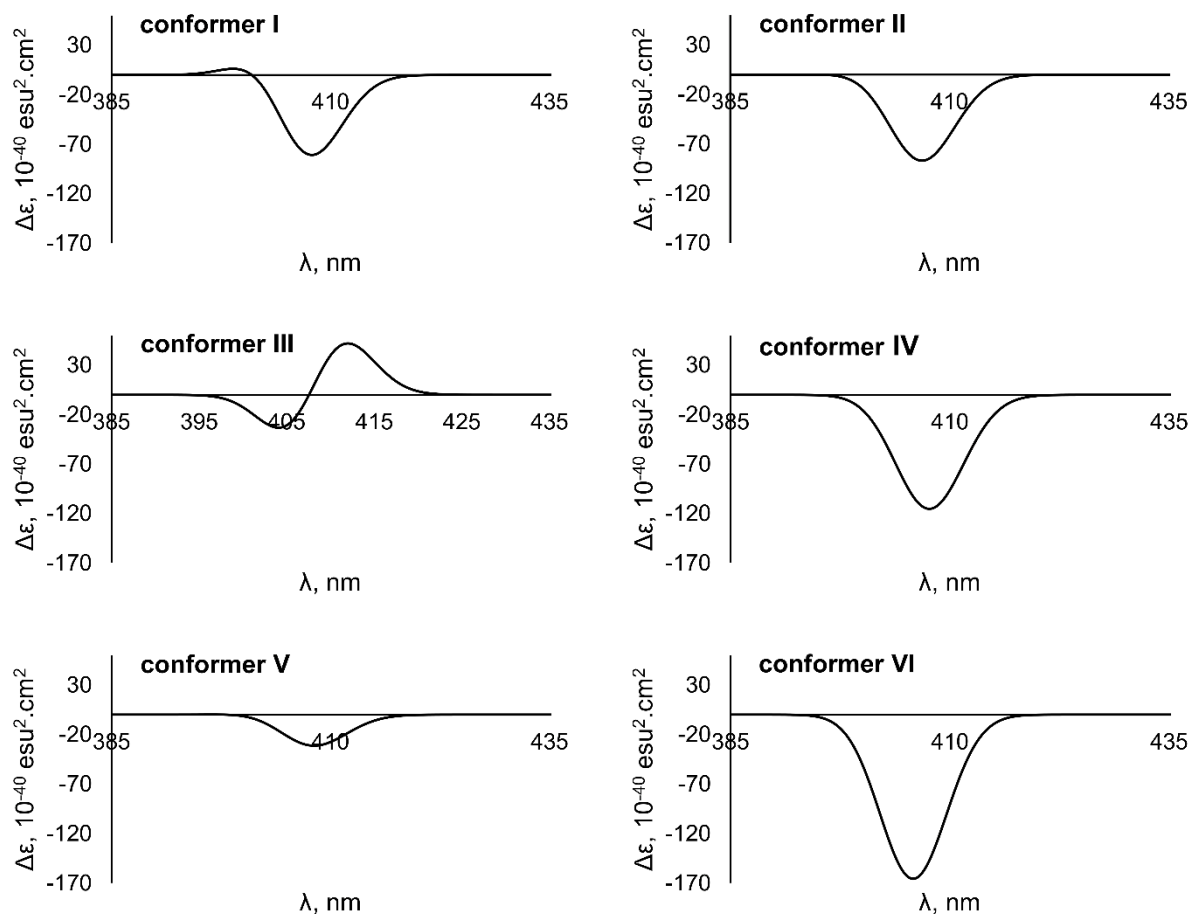 conformer I
30
-20
-70
-120
-170
385
410
435
Δε, 10⁻⁴⁰ esu².cm²
λ, nm
conformer II
30
-20
-70
-120
-170
385
410
435
Δε, 10⁻⁴⁰ esu².cm²
λ, nm
conformer III
30
-20
-70
-120
-170
385
395
405
415
425
435
Δε, 10⁻⁴⁰ esu².cm²
λ, nm
conformer IV
30
-20
-70
-120
-170
385
410
435
Δε, 10⁻⁴⁰ esu².cm²
λ, nm
conformer V
30
-20
-70
-120
-170
385
410
435
Δε, 10⁻⁴⁰ esu².cm²
λ, nm
conformer VI
30
-20
-70
-120
-170
385
410
435
Δε, 10⁻⁴⁰ esu².cm²
λ, nm